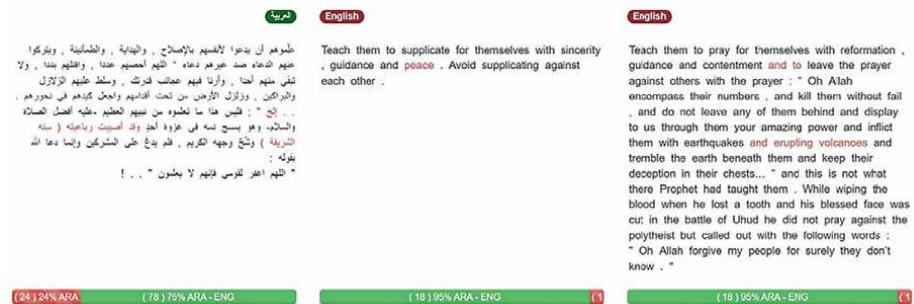 العربية
علّموهم أن يدعوا لأنفسهم بالإصلاح , والهداية , والطمأنينة , ويتركوا
عنهم الدعاء ضد غيرهم دعاء " اللهم أحصهم عددا , واقتلهم بددا , ولا
تبقي منهم أحدا , وأرنا فيهم عجائب قدرتك , وسلط عليهم الزلازل
والبراكين , وزلزل الأرض من تحت أقدامهم واجعل كيدهم في نحورهم .
. . إلخ " : فليس هذا ما تعلموه من نبيهم العظيم -عليه أفضل الصلاة
والسلام- وهو يمسح دمه في غزوة أحدٍ وقد أصيبت رباعيته ( سنه
الشريفة ) وشُجّ وجهه الكريم , فلم يدعُ على المشركين وإنما دعا الله
بقوله :
" اللهم اغفر لقومي فإنهم لا يعلمون " . . !
( 24 ) 24% ARA
( 78 ) 76% ARA - ENG
English
Teach them to supplicate for themselves with sincerity
, guidance and peace . Avoid supplicating against
each other .
( 18 ) 95% ARA - ENG
( 1
English
Teach them to pray for themselves with reformation ,
guidance and contentment and to leave the prayer
against others with the prayer : " Oh Allah
encompass their numbers , and kill them without fail
, and do not leave any of them behind and display
to us through them your amazing power and inflict
them with earthquakes and erupting volcanoes and
tremble the earth beneath them and keep their
deception in their chests... " and this is not what
there Prophet had taught them . While wiping the
blood when he lost a tooth and his blessed face was
cut in the battle of Uhud he did not pray against the
polytheist but called out with the following words :
" Oh Allah forgive my people for surely they don't
know . "
( 18 ) 95% ARA - ENG
( 1